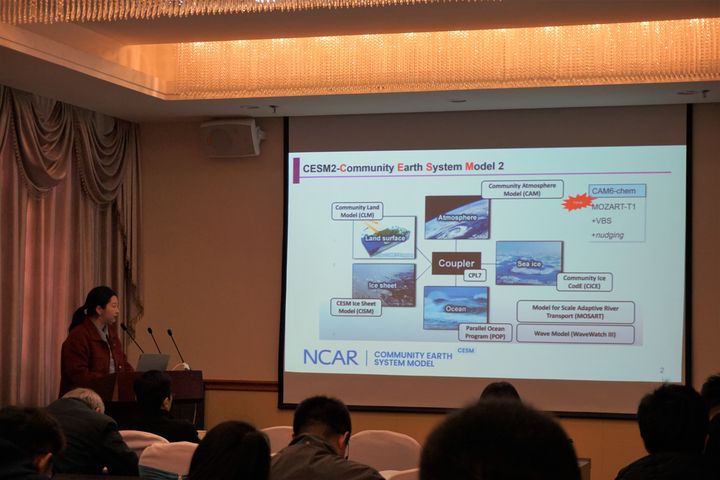 CESM2-Community Earth System Model 2
Community Atmosphere
Model (CAM)
CAM6-chem
MOZART-T1
+VBS
+nudging
Community Land
Model (CLM)
Atmosphere
Land surface
Coupler
CPL7
Sea ice
Ice sheet
Community Ice
CodE (CICE)
CESM Ice Sheet
Model (CISM)
Ocean
Parallel Ocean
Program (POP)
Model for Scale Adaptive River
Transport (MOSART)
Wave Model (WaveWatch III)
NCAR
COMMUNITY EARTH
SYSTEM MODEL
CESM
2